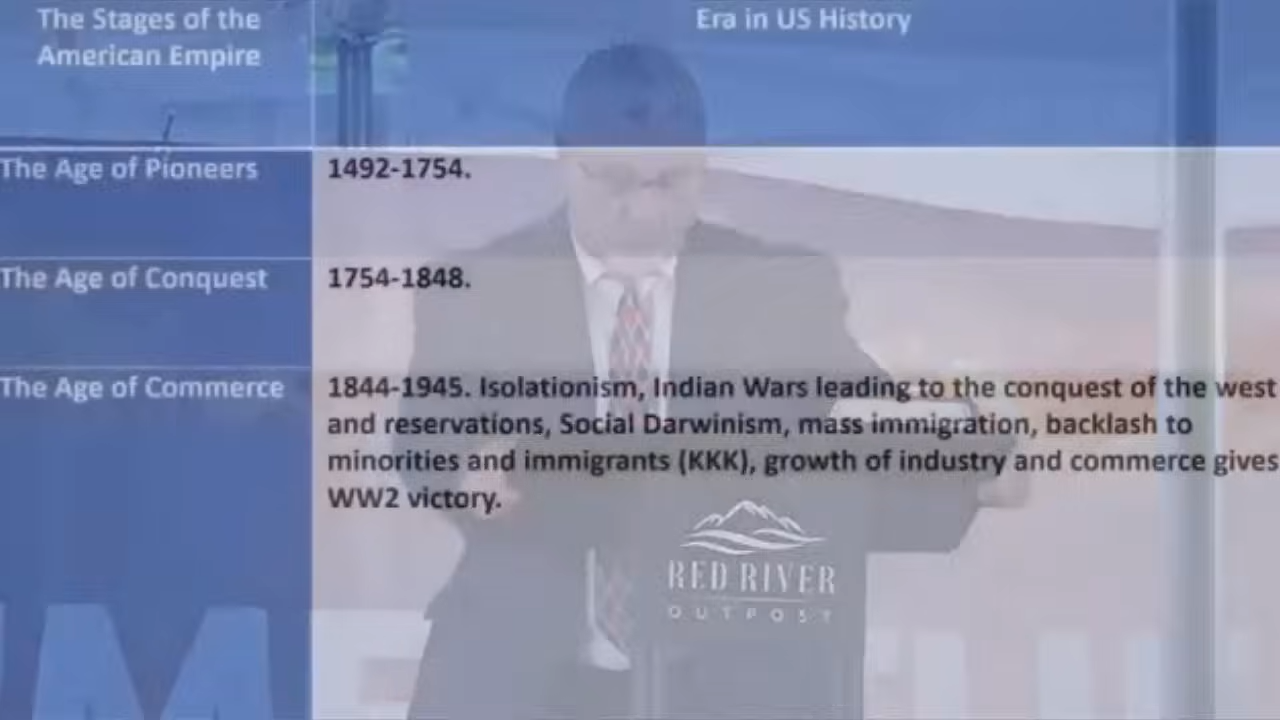 The Stages of the
American Empire
Era in US History
The Age of Pioneers
1492-1754.
The Age of Conquest
1754-1848.
The Age of Commerce
1844-1945. Isolationism, Indian Wars leading to the conquest of the west
and reservations, Social Darwinism, mass immigration, backlash to
minorities and immigrants (KKK), growth of industry and commerce gives
WW2 victory.
RED RIVER
OUTPOST